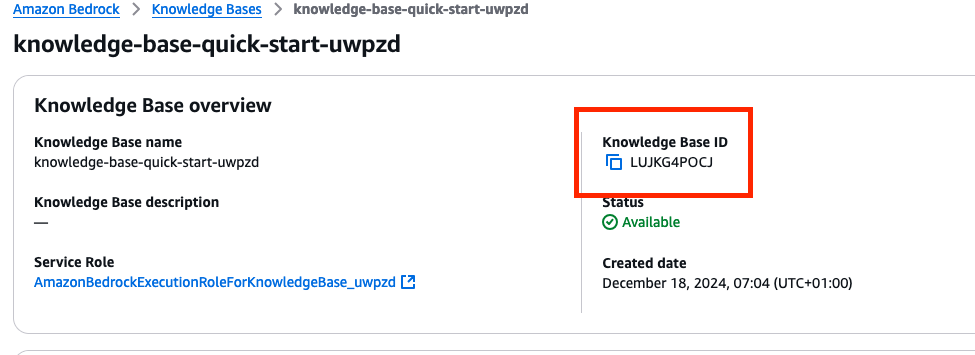 Amazon Bedrock > Knowledge Bases > knowledge-base-quick-start-uwpzd
knowledge-base-quick-start-uwpzd
Knowledge Base overview
Knowledge Base name
knowledge-base-quick-start-uwpzd
Knowledge Base description
—
Service Role
AmazonBedrockExecutionRoleForKnowledgeBase_uwpzd
Knowledge Base ID
LUJKG4POCJ
Status
Available
Created date
December 18, 2024, 07:04 (UTC+01:00)